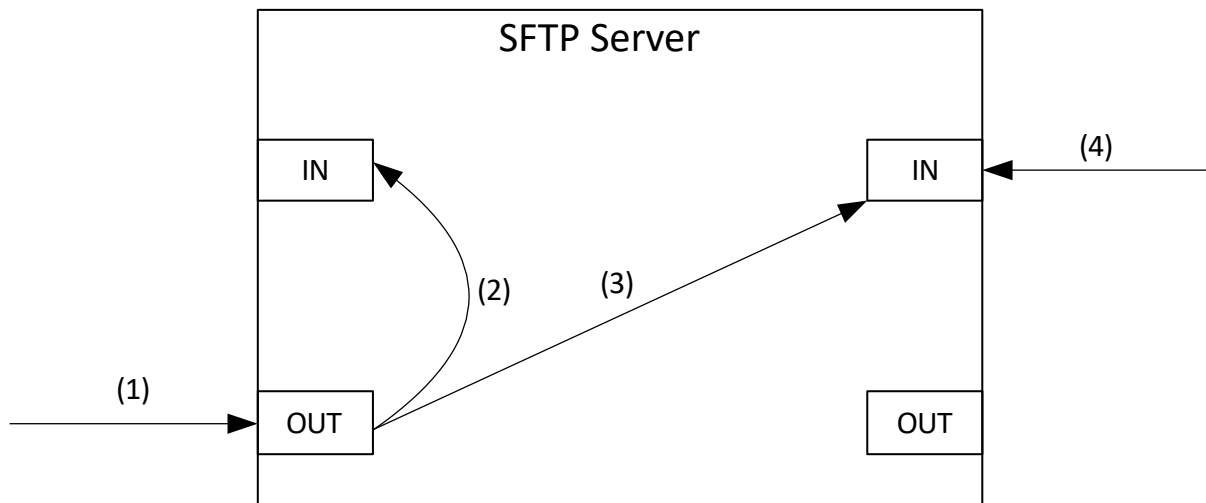 SFTP Server
IN
IN
(4)
(2)
(3)
(1)
OUT
OUT